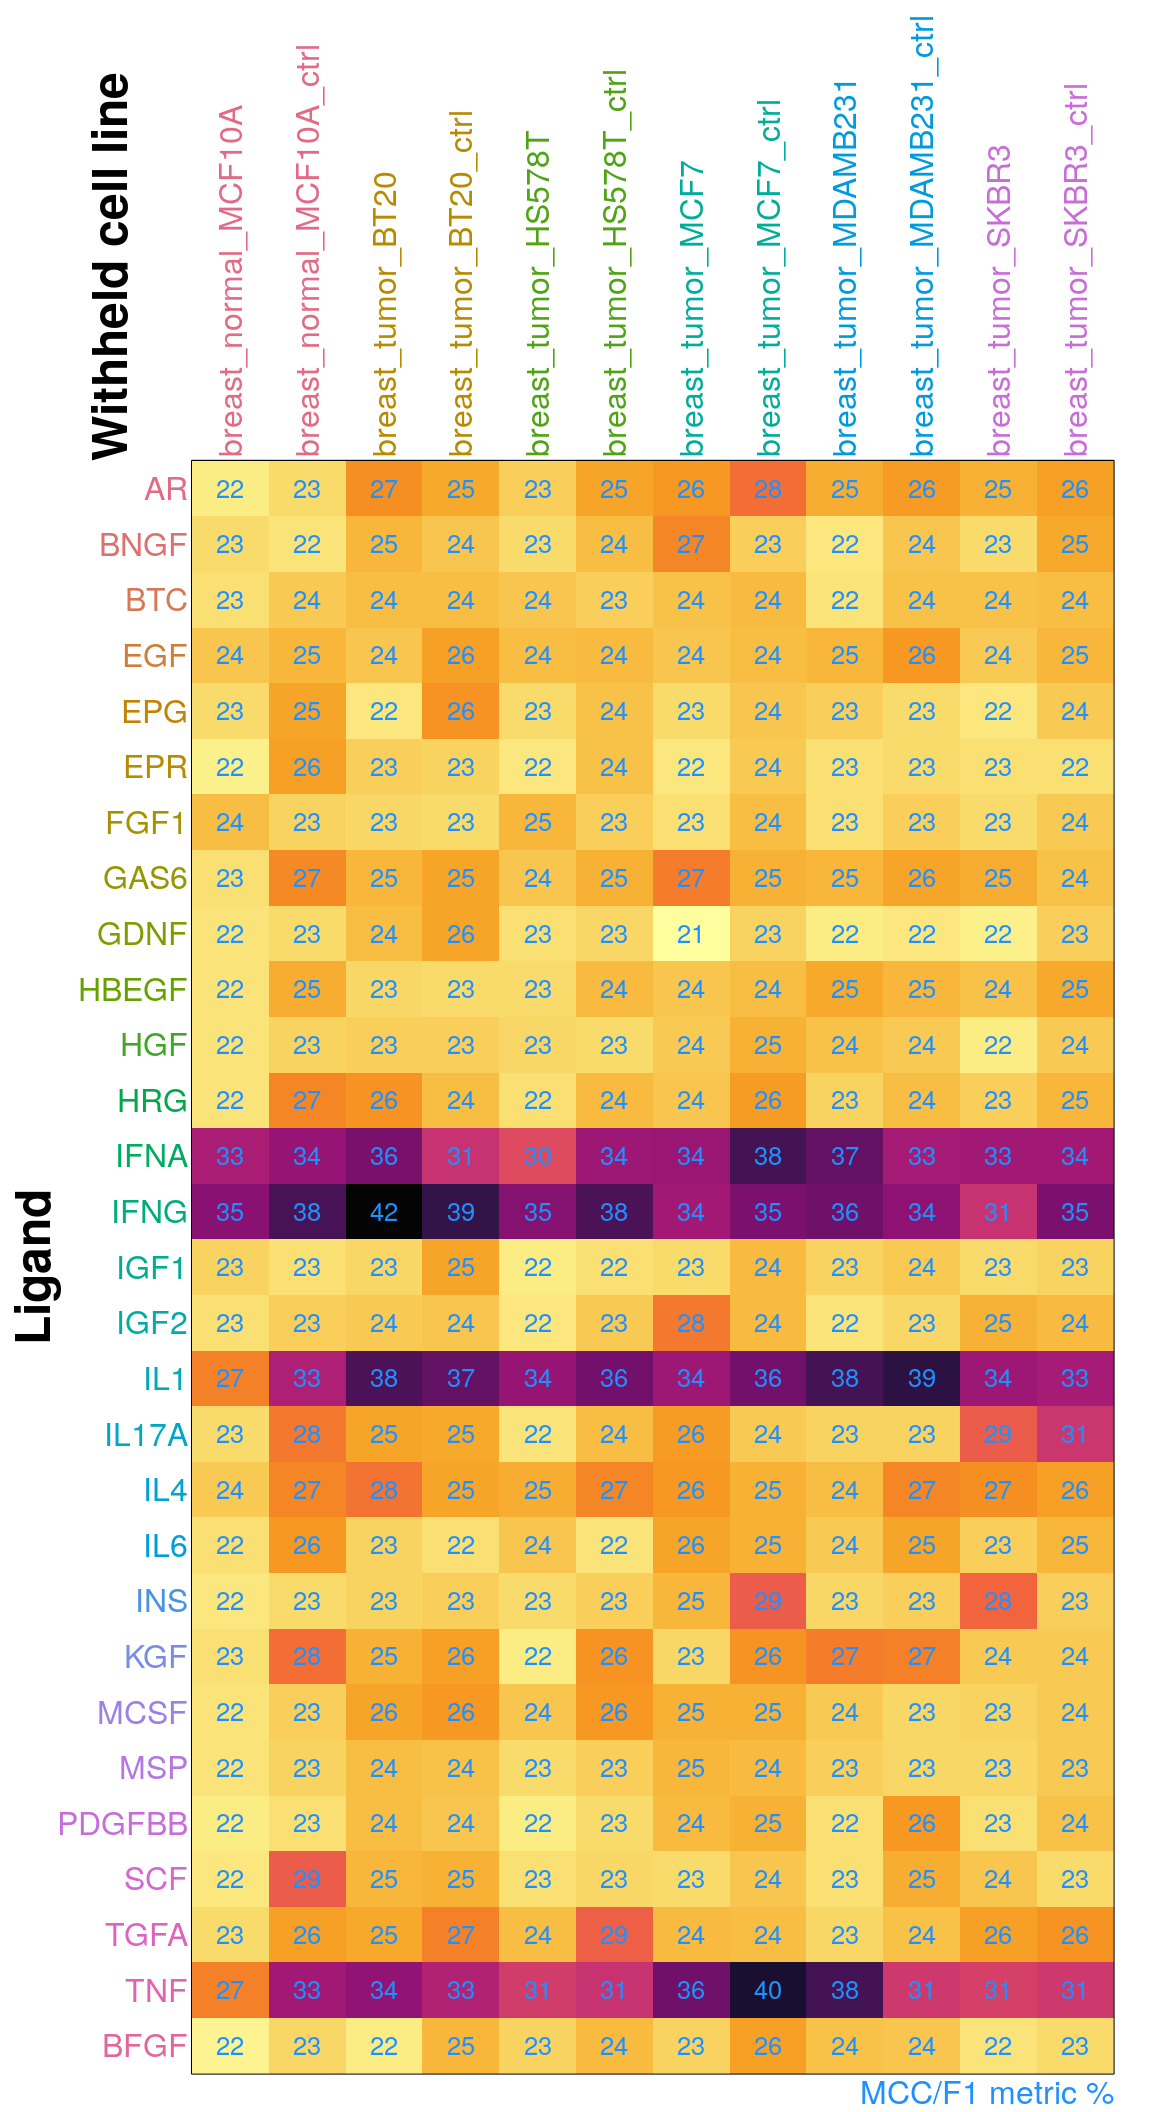 Withheld cell line
breast_normal_MCF10A
breast_normal_MCF10A_ctrl
breast_tumor_BT20
breast_tumor_BT20_ctrl
breast_tumor_HS578T
breast_tumor_HS578T_ctrl
breast_tumor_MCF7
breast_tumor_MCF7_ctrl
breast_tumor_MDAMB231
breast_tumor_MDAMB231_ctrl
breast_tumor_SKBR3
breast_tumor_SKBR3_ctrl
Ligand
AR 22 23 27 25 23 25 26 28 25 26 25 26
BNGF 23 22 25 24 23 24 27 23 22 24 23 25
BTC 23 24 24 24 24 23 24 24 22 24 24 24
EGF 24 25 24 26 24 24 24 24 25 26 24 25
EPG 23 25 22 26 23 24 23 24 23 23 22 24
EPR 22 26 23 23 22 24 22 24 23 23 23 22
FGF1 24 23 23 23 25 23 23 24 23 23 23 24
GAS6 23 27 25 25 24 25 27 25 25 26 25 24
GDNF 22 23 24 26 23 23 21 23 22 22 22 23
HBEGF 22 25 23 23 23 24 24 24 25 25 24 25
HGF 22 23 23 23 23 23 24 25 24 24 22 24
HRG 22 27 26 24 22 24 24 26 23 24 23 25
IFNA 33 34 36 31 30 34 34 38 37 33 33 34
IFNG 35 38 42 39 35 38 34 35 36 34 31 35
IGF1 23 23 23 25 22 22 23 24 23 24 23 23
IGF2 23 23 24 24 22 23 28 24 22 23 25 24
IL1 27 33 38 37 34 36 34 36 38 39 34 33
IL17A 23 28 25 25 22 24 26 24 23 23 29 31
IL4 24 27 28 25 25 27 26 25 24 27 27 26
IL6 22 26 23 22 24 22 26 25 24 25 23 25
INS 22 23 23 23 23 23 25 29 23 23 28 23
KGF 23 28 25 26 22 26 23 26 27 27 24 24
MCSF 22 23 26 26 24 26 25 25 24 23 23 24
MSP 22 23 24 24 23 23 25 24 23 23 23 23
PDGFBB 22 23 24 24 22 23 24 25 22 26 23 24
SCF 22 29 25 25 23 23 23 24 23 25 24 23
TGFA 23 26 25 27 24 29 24 24 23 24 26 26
TNF 27 33 34 33 31 31 36 40 38 31 31 31
BFGF 22 23 22 25 23 24 23 26 24 24 22 23
MCC/F1 metric %